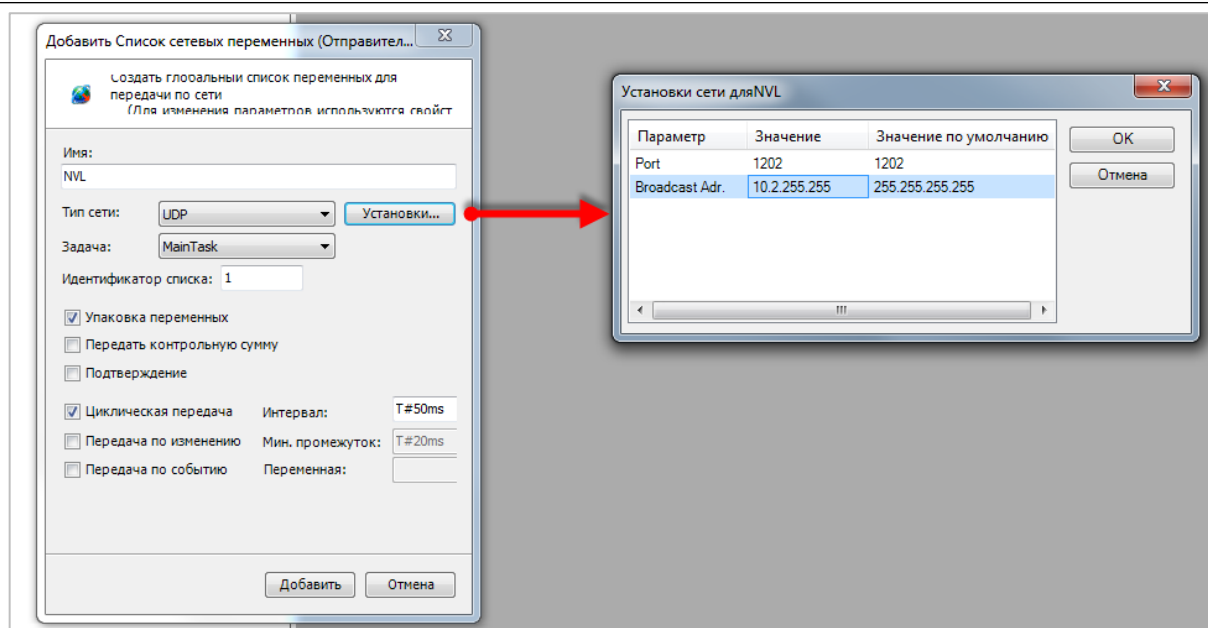 Добавить Список сетевых переменных (Отправител...
Создать глобальный список переменных для
передачи по сети
(Для изменения параметров используются свойст
Имя:
NVL
Тип сети: UDP Установки...
Задача: MainTask
Идентификатор списка: 1
Упаковка переменных
Передать контрольную сумму
Подтверждение
Циклическая передача Интервал: T#50ms
Передача по изменению Мин. промежуток: T#20ms
Передача по событию Переменная:
Добавить Отмена
Установки сети дляNVL
Параметр Значение Значение по умолчанию OK
Port 1202 1202
Broadcast Adr. 10.2.255.255 255.255.255.255 Отмена